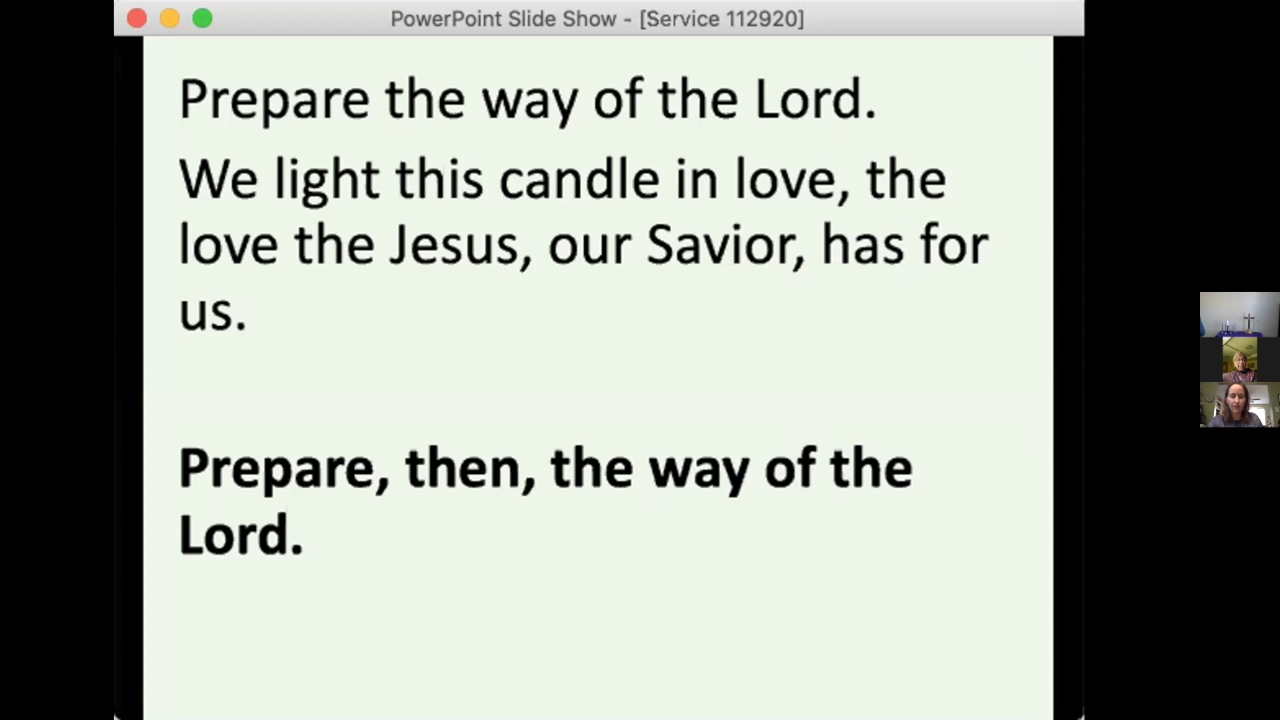 PowerPoint Slide Show - [Service 112920]
Prepare the way of the Lord.
We light this candle in love, the
love the Jesus, our Savior, has for
us.
Prepare, then, the way of the
Lord.